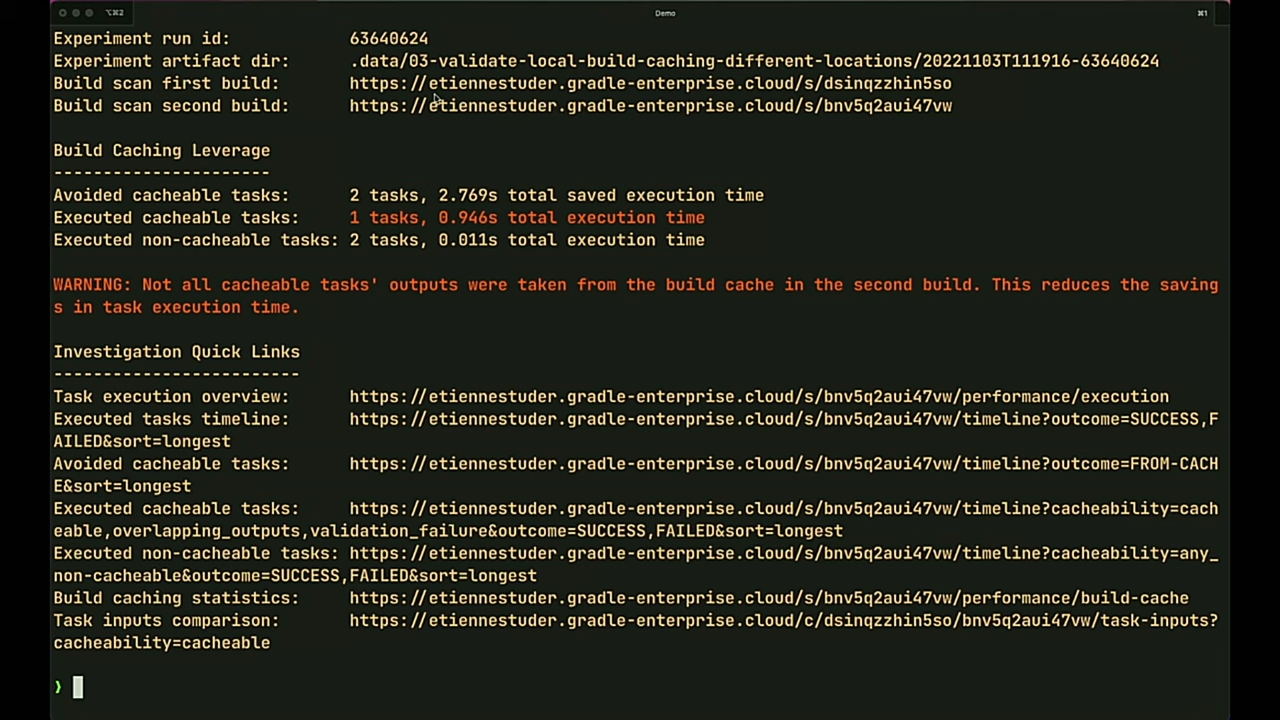 ⌥⌘2
Demo
⌘1
Experiment run id: 63640624
Experiment artifact dir: .data/03-validate-local-build-caching-different-locations/20221103T111916-63640624
Build scan first build: https://etiennestuder.gradle-enterprise.cloud/s/dsinqzzhin5so
Build scan second build: https://etiennestuder.gradle-enterprise.cloud/s/bnv5q2aui47vw
Build Caching Leverage
----------------------
Avoided cacheable tasks: 2 tasks, 2.769s total saved execution time
Executed cacheable tasks: 1 tasks, 0.946s total execution time
Executed non-cacheable tasks: 2 tasks, 0.011s total execution time
WARNING: Not all cacheable tasks' outputs were taken from the build cache in the second build. This reduces the saving
s in task execution time.
Investigation Quick Links
-------------------------
Task execution overview: https://etiennestuder.gradle-enterprise.cloud/s/bnv5q2aui47vw/performance/execution
Executed tasks timeline: https://etiennestuder.gradle-enterprise.cloud/s/bnv5q2aui47vw/timeline?outcome=SUCCESS,F
AILED&sort=longest
Avoided cacheable tasks: https://etiennestuder.gradle-enterprise.cloud/s/bnv5q2aui47vw/timeline?outcome=FROM-CACH
E&sort=longest
Executed cacheable tasks: https://etiennestuder.gradle-enterprise.cloud/s/bnv5q2aui47vw/timeline?cacheability=cach
eable,overlapping_outputs,validation_failure&outcome=SUCCESS,FAILED&sort=longest
Executed non-cacheable tasks: https://etiennestuder.gradle-enterprise.cloud/s/bnv5q2aui47vw/timeline?cacheability=any_
non-cacheable&outcome=SUCCESS,FAILED&sort=longest
Build caching statistics: https://etiennestuder.gradle-enterprise.cloud/s/bnv5q2aui47vw/performance/build-cache
Task inputs comparison: https://etiennestuder.gradle-enterprise.cloud/c/dsinqzzhin5so/bnv5q2aui47vw/task-inputs?
cacheability=cacheable
❯